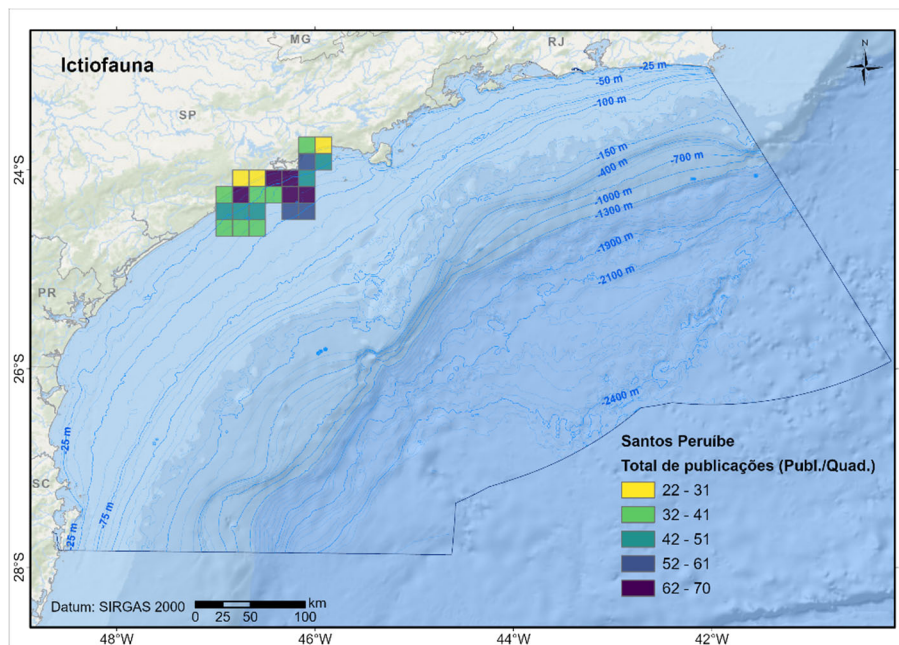 MG
RJ
N
Ictiofauna
-25 m
-50 m
-100 m
SP
24°S
-150 m
-400 m
-700 m
-1000 m
-1300 m
-1900 m
-2100 m
PR
26°S
-2400 m
-25 m
Santos Peruíbe
Total de publicações (Publ./Quad.)
SC
22 - 31
-75 m
32 - 41
-25 m
42 - 51
28°S
52 - 61
62 - 70
Datum: SIRGAS 2000
km
0 25 50 100
48°W 46°W 44°W 42°W